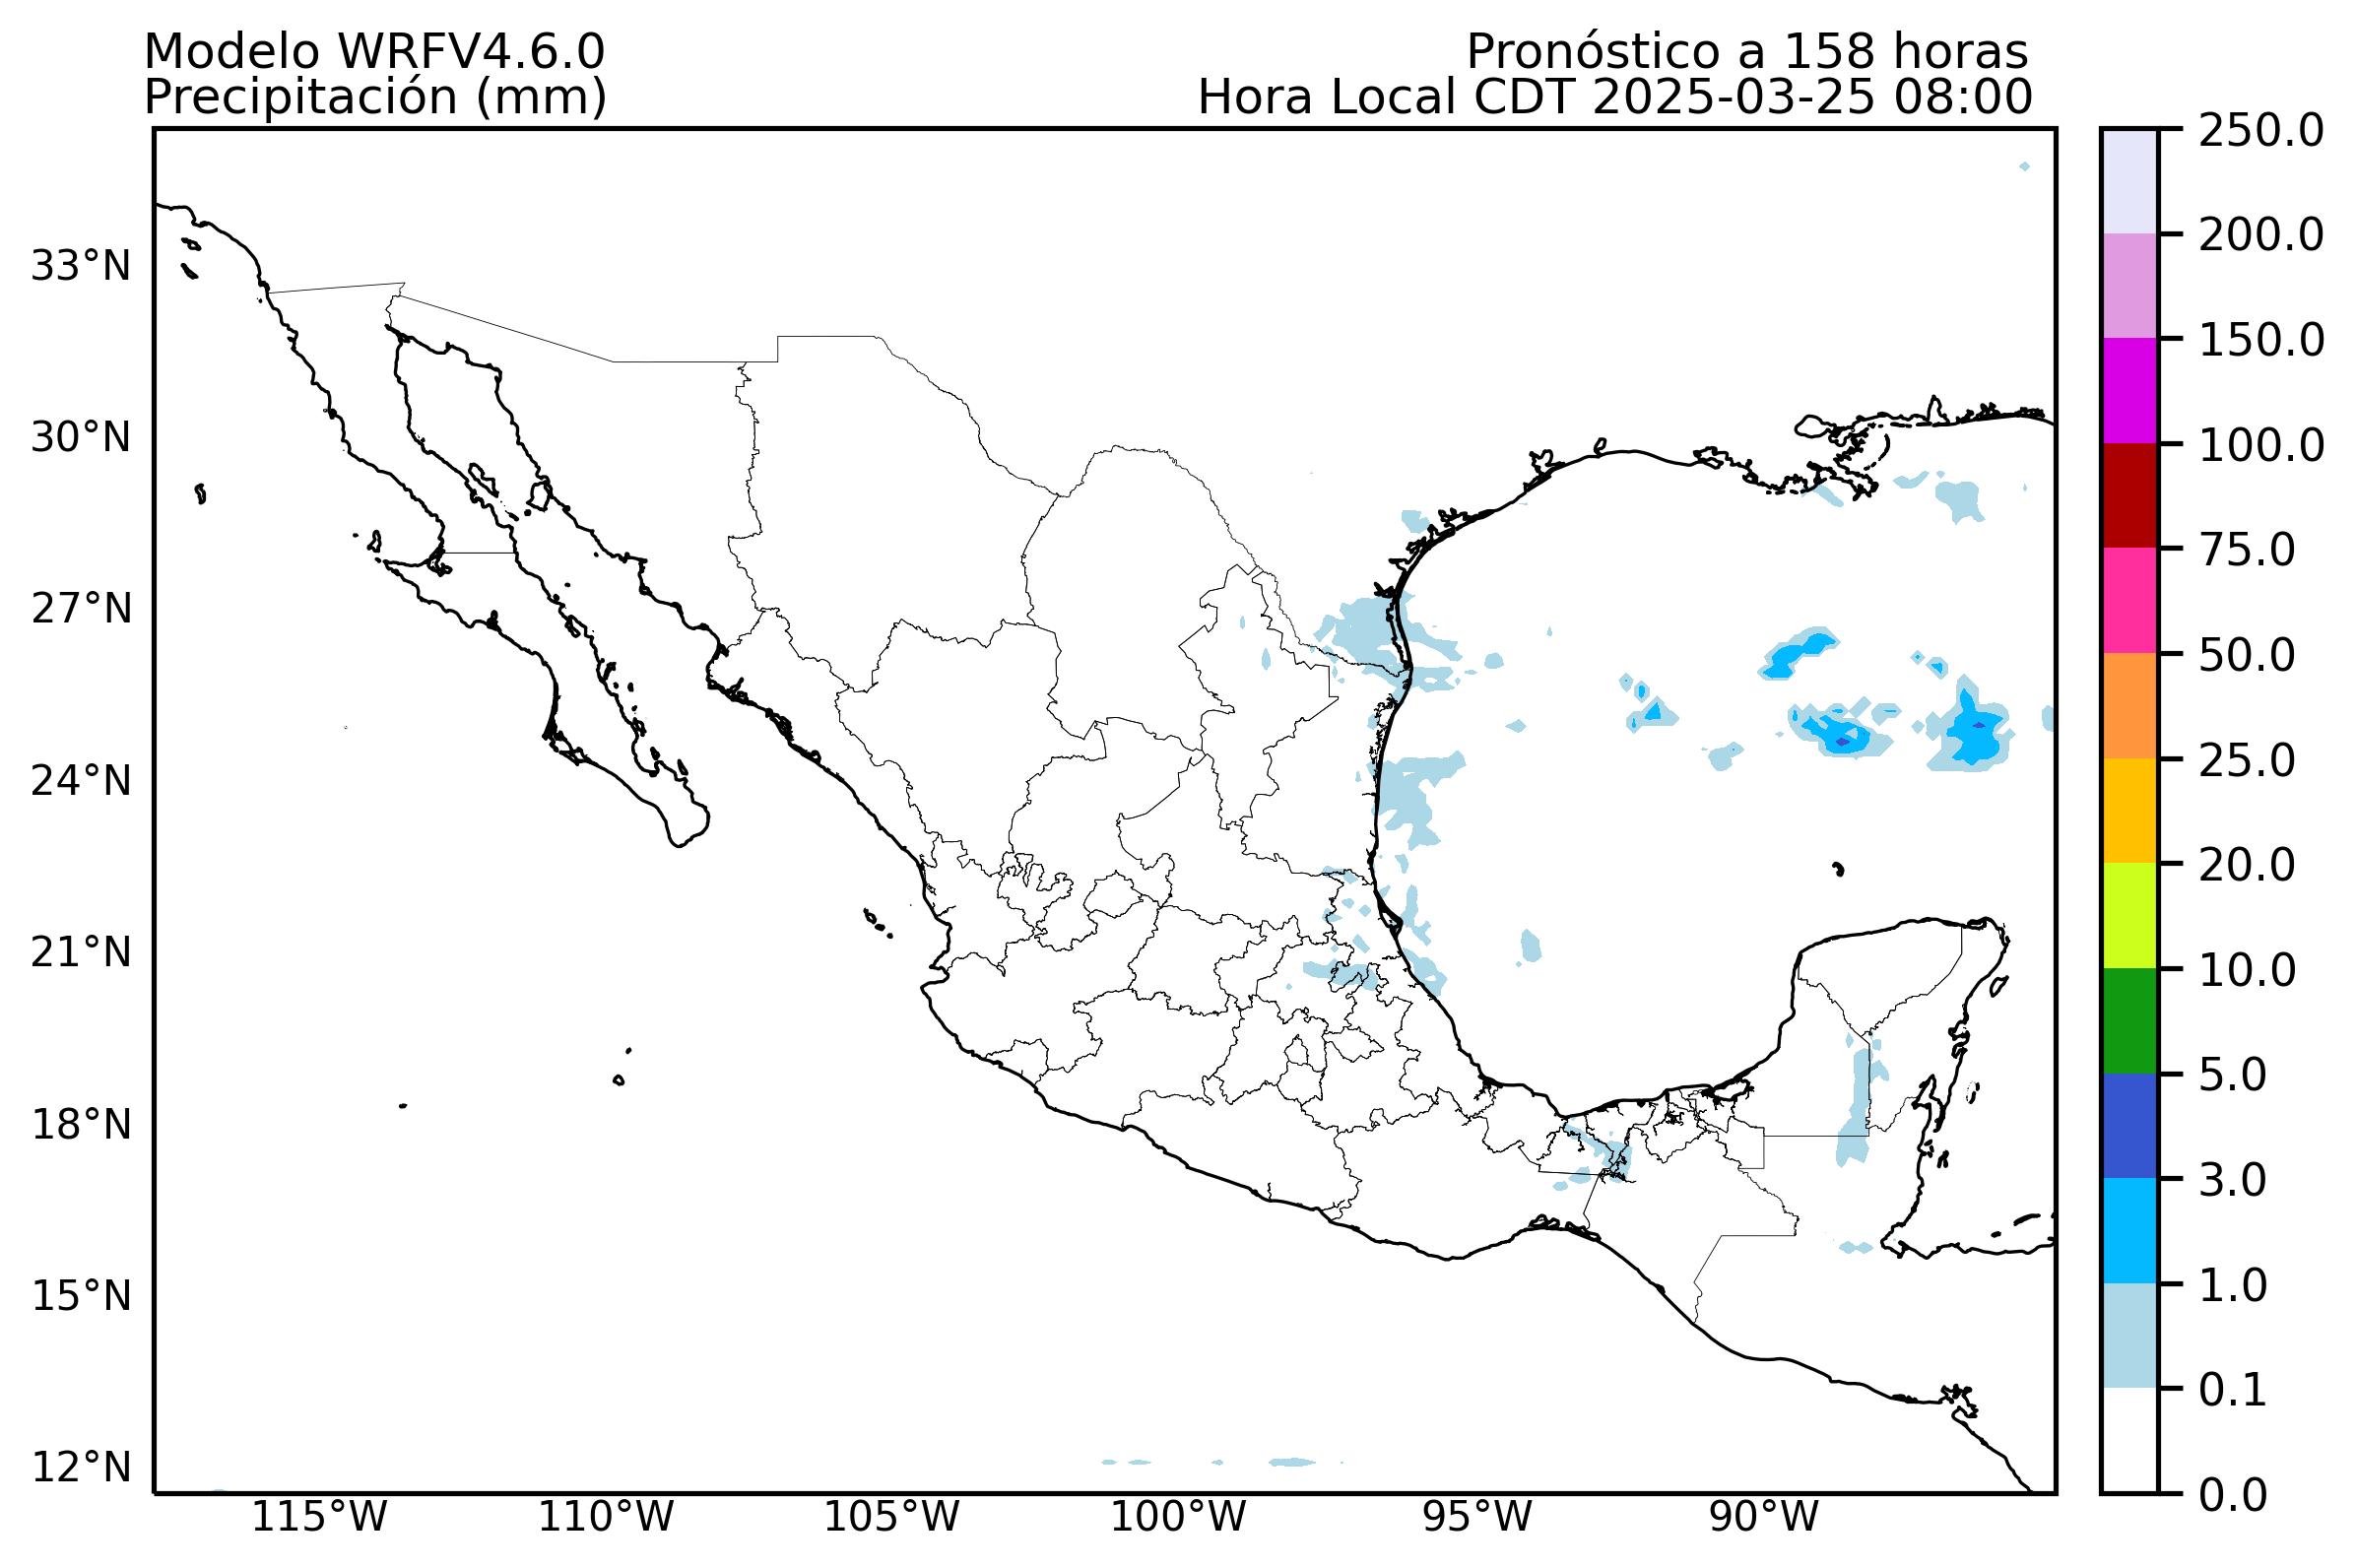 Modelo WRFV4.6.0
Precipitación (mm)
Pronóstico a 158 horas
Hora Local CDT 2025-03-25 08:00
33°N
30°N
27°N
24°N
21°N
18°N
15°N
12°N
115°W
110°W
105°W
100°W
95°W
90°W
250.0
200.0
150.0
100.0
75.0
50.0
25.0
20.0
10.0
5.0
3.0
1.0
0.1
0.0